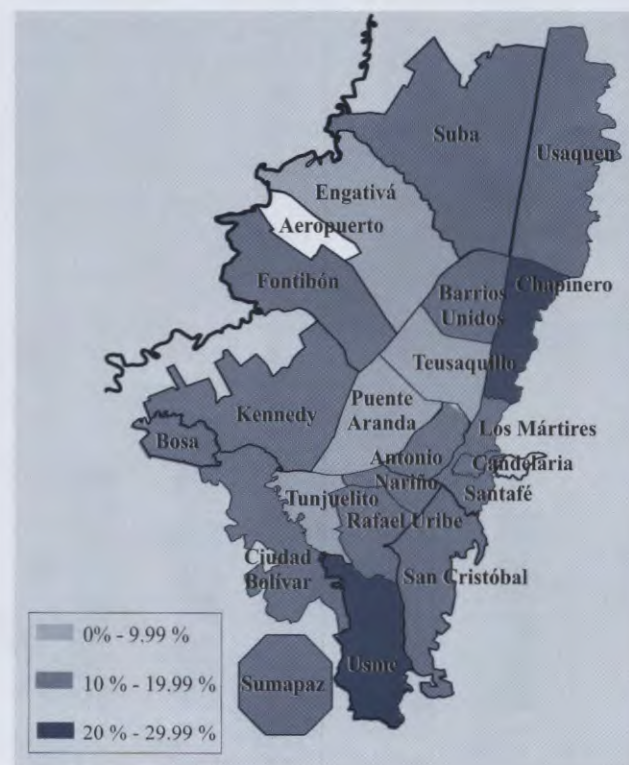 Suba
Usaquen
Engativá
Aeropuerto
Fontibón
Chapinero
Barrios
Unidos
Teusaquillo
Puente
Aranda
Kennedy
Bosa
Los Mártires
Antonio
Nariño
Candelaria
Santafé
Tunjuelito
Rafael Uribe
Ciudad
Bolívar
San Cristóbal
Usme
Sumapaz
0% - 9.99 %
10 % - 19.99 %
20 % - 29.99 %